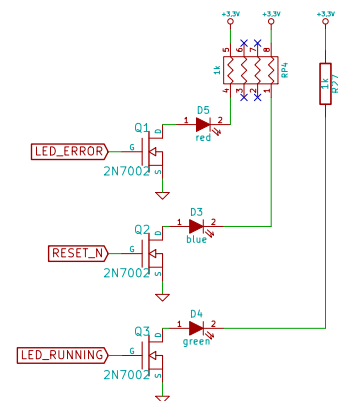 +3,3V +3,3V +3,3V
5 6 7 8
1k RP4
4 3 2 1
1k R27
D5
1 2
red
Q1
D
LED_ERROR G
S
2N7002
D3
1 2
blue
Q2
D
RESET_N G
S
2N7002
D4
1 2
green
Q3
D
LED_RUNNING G
S
2N7002